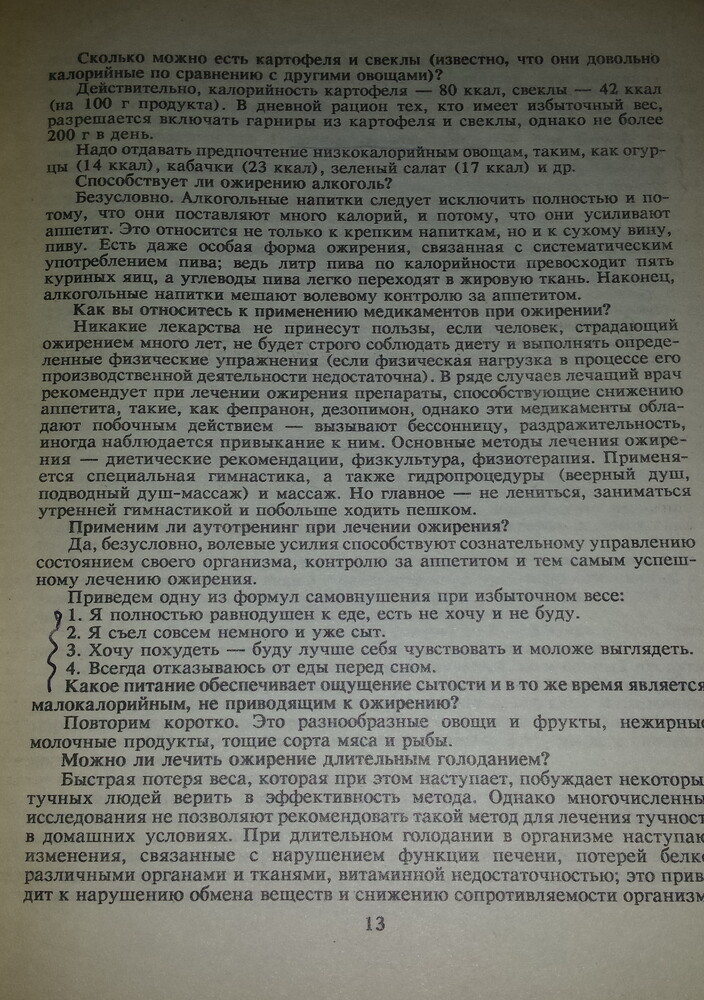 Сколько можно есть картофеля и свеклы (известно, что они довольно
калорийные по сравнению с другими овощами)?
Действительно, калорийность картофеля — 80 ккал, свеклы — 42 ккал
(на 100 г продукта). В дневной рацион тех, кто имеет избыточный вес,
разрешается включать гарниры из картофеля и свеклы, однако не более
200 г в день.
Надо отдавать предпочтение низкокалорийным овощам, таким, как огур-
цы (14 ккал), кабачки (23 ккал), зеленый салат (17 ккал) и др.
Способствует ли ожирению алкоголь?
Безусловно. Алкогольные напитки следует исключить полностью и по-
тому, что они поставляют много калорий, и потому, что они усиливают
аппетит. Это относится не только к крепким напиткам, но и к сухому вину,
пиву. Есть даже особая форма ожирения, связанная с систематическим
употреблением пива; ведь литр пива по калорийности превосходит пять
куриных яиц, а углеводы пива легко переходят в жировую ткань. Наконец,
алкогольные напитки мешают волевому контролю за аппетитом.
Как вы относитесь к применению медикаментов при ожирении?
Никакие лекарства не принесут пользы, если человек, страдающий
ожирением много лет, не будет строго соблюдать диету и выполнять опреде-
ленные физические упражнения (если физическая нагрузка в процессе его
производственной деятельности недостаточна). В ряде случаев лечащий врач
рекомендует при лечении ожирения препараты, способствующие снижению
аппетита, такие, как фепранон, дезопимон, однако эти медикаменты обла-
дают побочным действием — вызывают бессонницу, раздражительность,
иногда наблюдается привыкание к ним. Основные методы лечения ожире-
ния — диетические рекомендации, физкультура, физиотерапия. Применя-
ется специальная гимнастика, а также гидропроцедуры (веерный душ,
подводный душ-массаж) и массаж. Но главное — не лениться, заниматься
утренней гимнастикой и побольше ходить пешком.
Применим ли аутотренинг при лечении ожирения?
Да, безусловно, волевые усилия способствуют сознательному управлению
состоянием своего организма, контролю за аппетитом и тем самым успеш-
ному лечению ожирения.
Приведем одну из формул самовнушения при избыточном весе:
1. Я полностью равнодушен к еде, есть не хочу и не буду.
2. Я съел совсем немного и уже сыт.
3. Хочу похудеть — буду лучше себя чувствовать и моложе выглядеть.
4. Всегда отказываюсь от еды перед сном.
Какое питание обеспечивает ощущение сытости и в то же время является
малокалорийным, не приводящим к ожирению?
Повторим коротко. Это разнообразные овощи и фрукты, нежирны
молочные продукты, тощие сорта мяса и рыбы.
Можно ли лечить ожирение длительным голоданием?
Быстрая потеря веса, которая при этом наступает, побуждает некоторы
тучных людей верить в эффективность метода. Однако многочисленны
исследования не позволяют рекомендовать такой метод для лечения тучност
в домашних условиях. При длительном голодании в организме наступаю
изменения, связанные с нарушением функции печени, потерей белк
различными органами и тканями, витаминной недостаточностью; это прив
дит к нарушению обмена веществ и снижению сопротивляемости организм
13